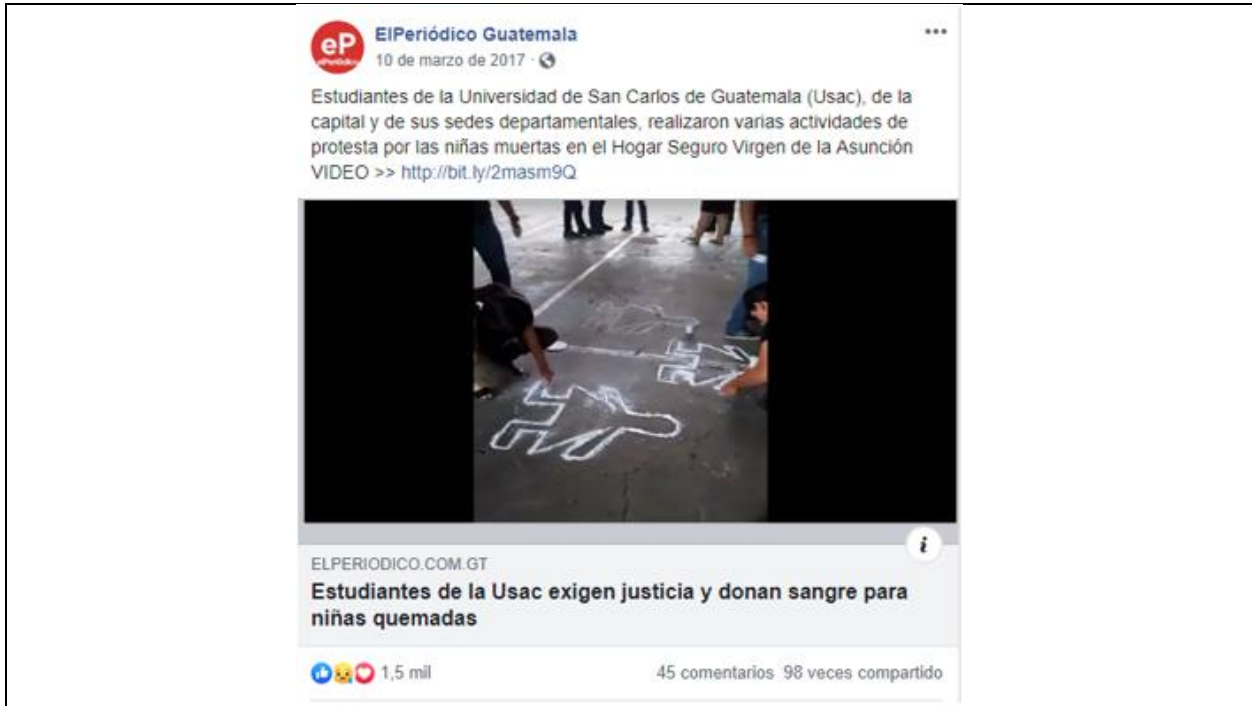 eP
elPeriódico
ElPeriódico Guatemala
10 de marzo de 2017 ·
Estudiantes de la Universidad de San Carlos de Guatemala (Usac), de la
capital y de sus sedes departamentales, realizaron varias actividades de
protesta por las niñas muertas en el Hogar Seguro Virgen de la Asunción
VIDEO >> http://bit.ly/2masm9Q
i
ELPERIODICO.COM.GT
Estudiantes de la Usac exigen justicia y donan sangre para
niñas quemadas
1,5 mil
45 comentarios 98 veces compartido